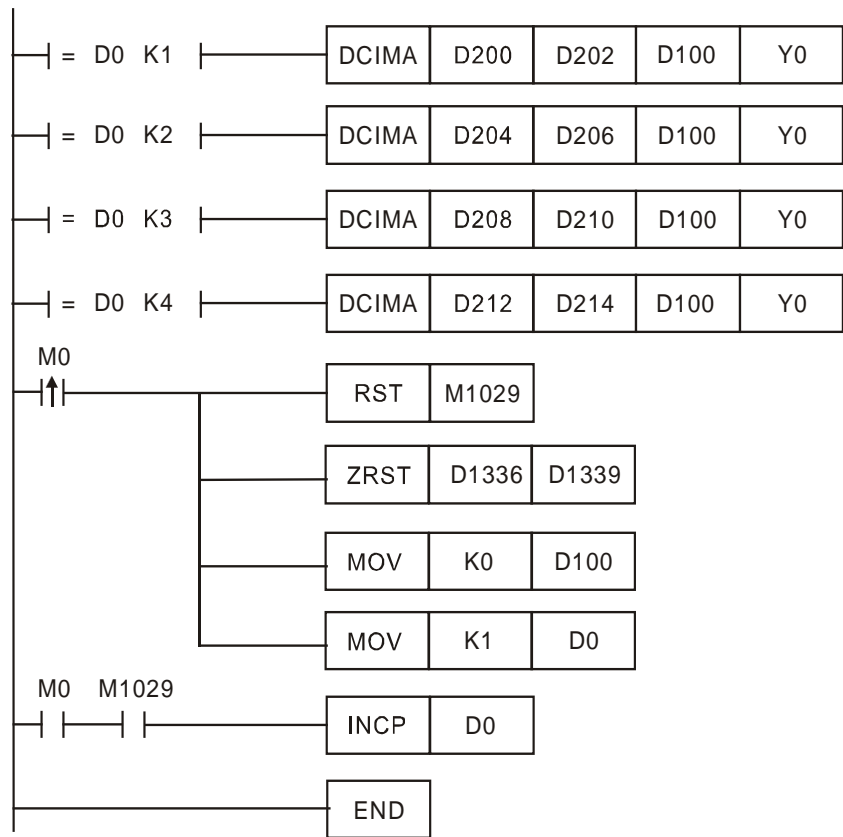 = D0 K1 DCIMA D200 D202 D100 Y0
= D0 K2 DCIMA D204 D206 D100 Y0
= D0 K3 DCIMA D208 D210 D100 Y0
= D0 K4 DCIMA D212 D214 D100 Y0
M0
RST M1029
ZRST D1336 D1339
MOV K0 D100
MOV K1 D0
M0 M1029
INCP D0
END